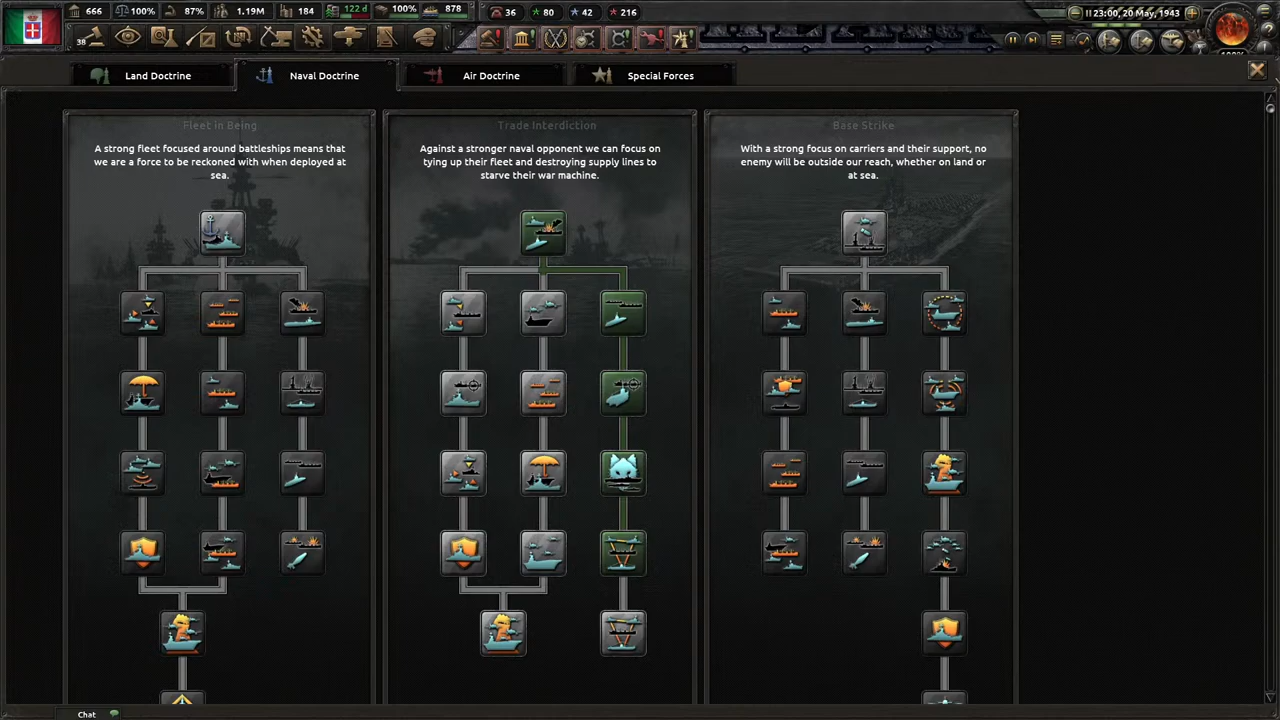 666 100% 87% 1.19M 184 122 d 100% 878 36 80 42 216 23:00, 20 May, 1943
38
100%
Land Doctrine Naval Doctrine Air Doctrine Special Forces
Fleet in Being
A strong fleet focused around battleships means that
we are a force to be reckoned with when deployed at
sea.
Trade Interdiction
Against a stronger naval opponent we can focus on
tying up their fleet and destroying supply lines to
starve their war machine.
Base Strike
With a strong focus on carriers and their support, no
enemy will be outside our reach, whether on land or
at sea.
Chat